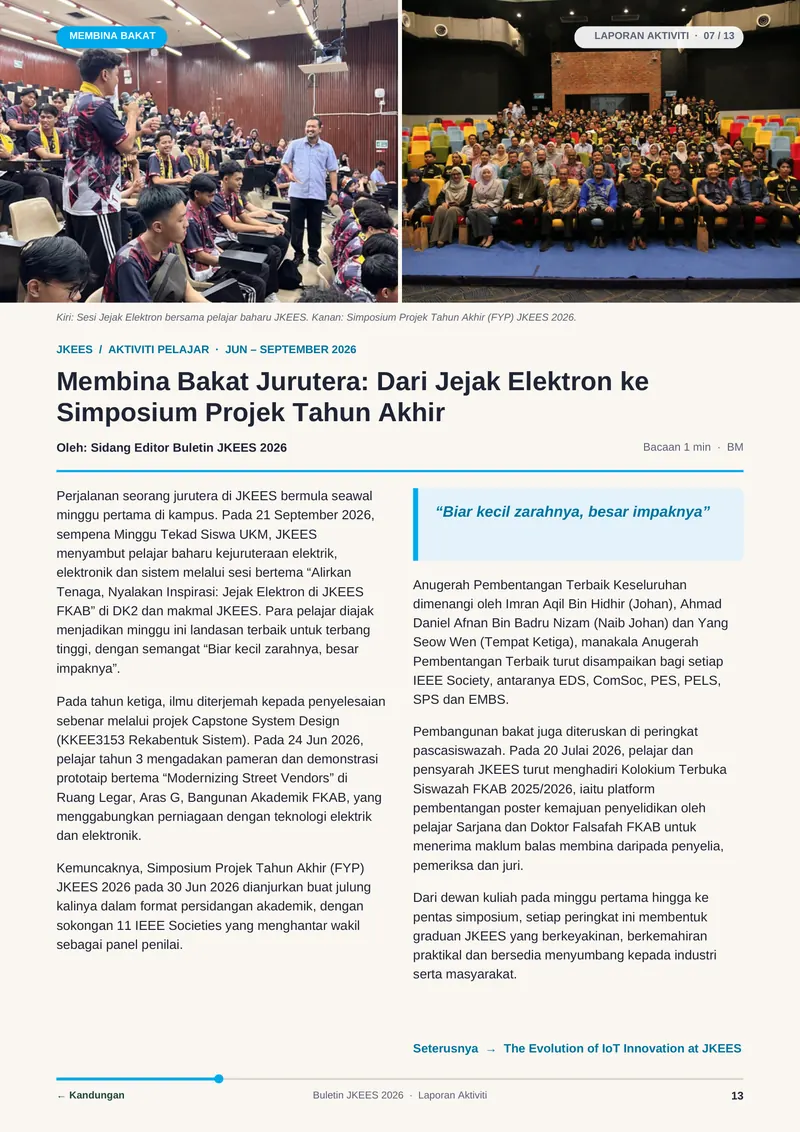 MEMBINA BAKAT
LAPORAN AKTIVITI · 07 / 13
Kiri: Sesi Jejak Elektron bersama pelajar baharu JKEES. Kanan: Simposium Projek Tahun Akhir (FYP) JKEES 2026.
JKEES / AKTIVITI PELAJAR · JUN – SEPTEMBER 2026
Membina Bakat Jurutera: Dari Jejak Elektron ke
Simposium Projek Tahun Akhir
Oleh: Sidang Editor Buletin JKEES 2026
Bacaan 1 min · BM
Perjalanan seorang jurutera di JKEES bermula seawal
minggu pertama di kampus. Pada 21 September 2026,
sempena Minggu Tekad Siswa UKM, JKEES
menyambut pelajar baharu kejuruteraan elektrik,
elektronik dan sistem melalui sesi bertema “Alirkan
Tenaga, Nyalakan Inspirasi: Jejak Elektron di JKEES
FKAB” di DK2 dan makmal JKEES. Para pelajar diajak
menjadikan minggu ini landasan terbaik untuk terbang
tinggi, dengan semangat “Biar kecil zarahnya, besar
impaknya”.
Pada tahun ketiga, ilmu diterjemah kepada penyelesaian
sebenar melalui projek Capstone System Design
(KKEE3153 Rekabentuk Sistem). Pada 24 Jun 2026,
pelajar tahun 3 mengadakan pameran dan demonstrasi
prototaip bertema “Modernizing Street Vendors” di
Ruang Legar, Aras G, Bangunan Akademik FKAB, yang
menggabungkan perniagaan dengan teknologi elektrik
dan elektronik.
Kemuncaknya, Simposium Projek Tahun Akhir (FYP)
JKEES 2026 pada 30 Jun 2026 dianjurkan buat julung
kalinya dalam format persidangan akademik, dengan
sokongan 11 IEEE Societies yang menghantar wakil
sebagai panel penilai.
“Biar kecil zarahnya, besar impaknya”
Anugerah Pembentangan Terbaik Keseluruhan
dimenangi oleh Imran Aqil Bin Hidhir (Johan), Ahmad
Daniel Afnan Bin Badru Nizam (Naib Johan) dan Yang
Seow Wen (Tempat Ketiga), manakala Anugerah
Pembentangan Terbaik turut disampaikan bagi setiap
IEEE Society, antaranya EDS, ComSoc, PES, PELS,
SPS dan EMBS.
Pembangunan bakat juga diteruskan di peringkat
pascasiswazah. Pada 20 Julai 2026, pelajar dan
pensyarah JKEES turut menghadiri Kolokium Terbuka
Siswazah FKAB 2025/2026, iaitu platform
pembentangan poster kemajuan penyelidikan oleh
pelajar Sarjana dan Doktor Falsafah FKAB untuk
menerima maklum balas membina daripada penyelia,
pemeriksa dan juri.
Dari dewan kuliah pada minggu pertama hingga ke
pentas simposium, setiap peringkat ini membentuk
graduan JKEES yang berkeyakinan, berkemahiran
praktikal dan bersedia menyumbang kepada industri
serta masyarakat.
Seterusnya → The Evolution of IoT Innovation at JKEES
← Kandungan
Buletin JKEES 2026 · Laporan Aktiviti
13